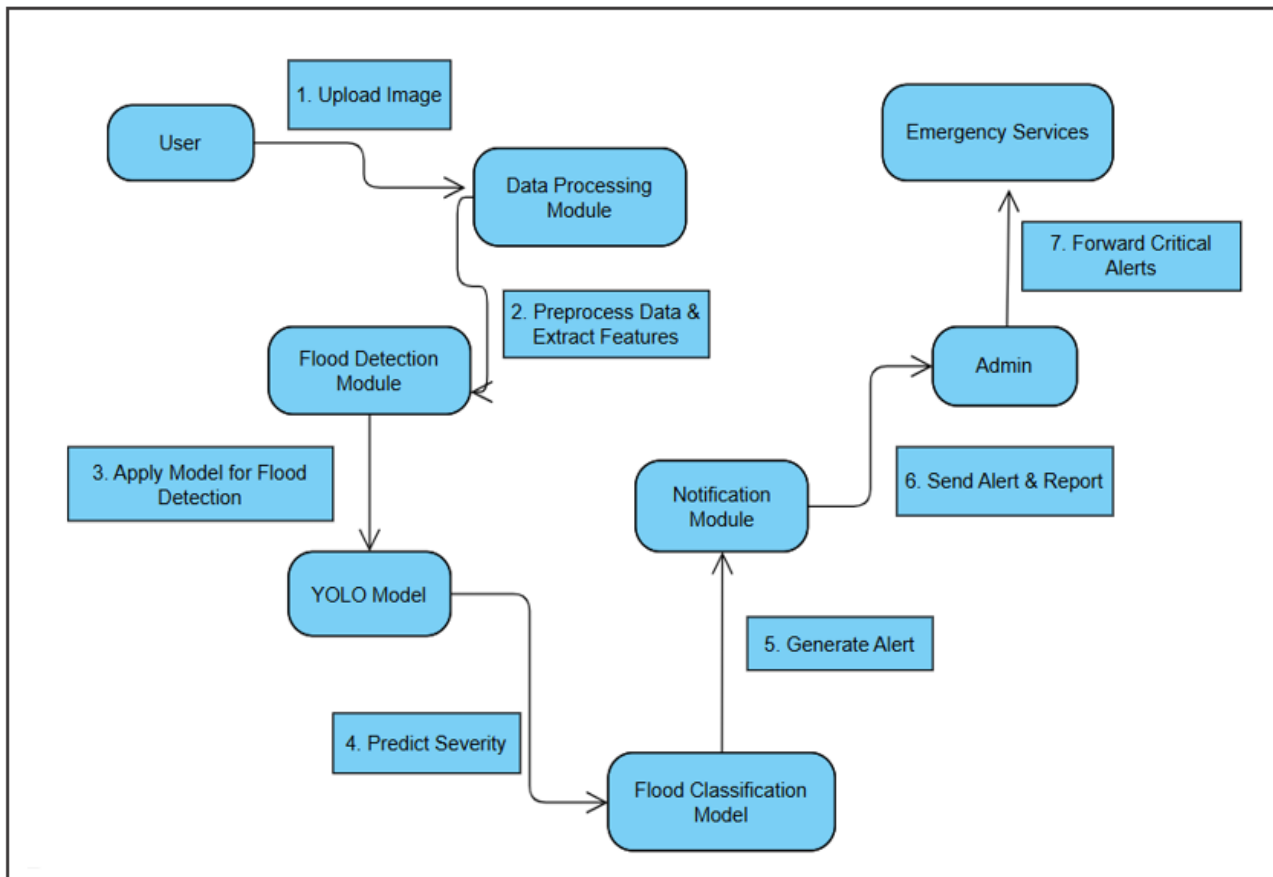 1. Upload Image
User
Emergency Services
Data Processing
Module
7. Forward Critical
Alerts
2. Preprocess Data &
Extract Features
Flood Detection
Module
Admin
3. Apply Model for Flood
Detection
Notification
Module
6. Send Alert & Report
YOLO Model
5. Generate Alert
4. Predict Severity
Flood Classification
Model